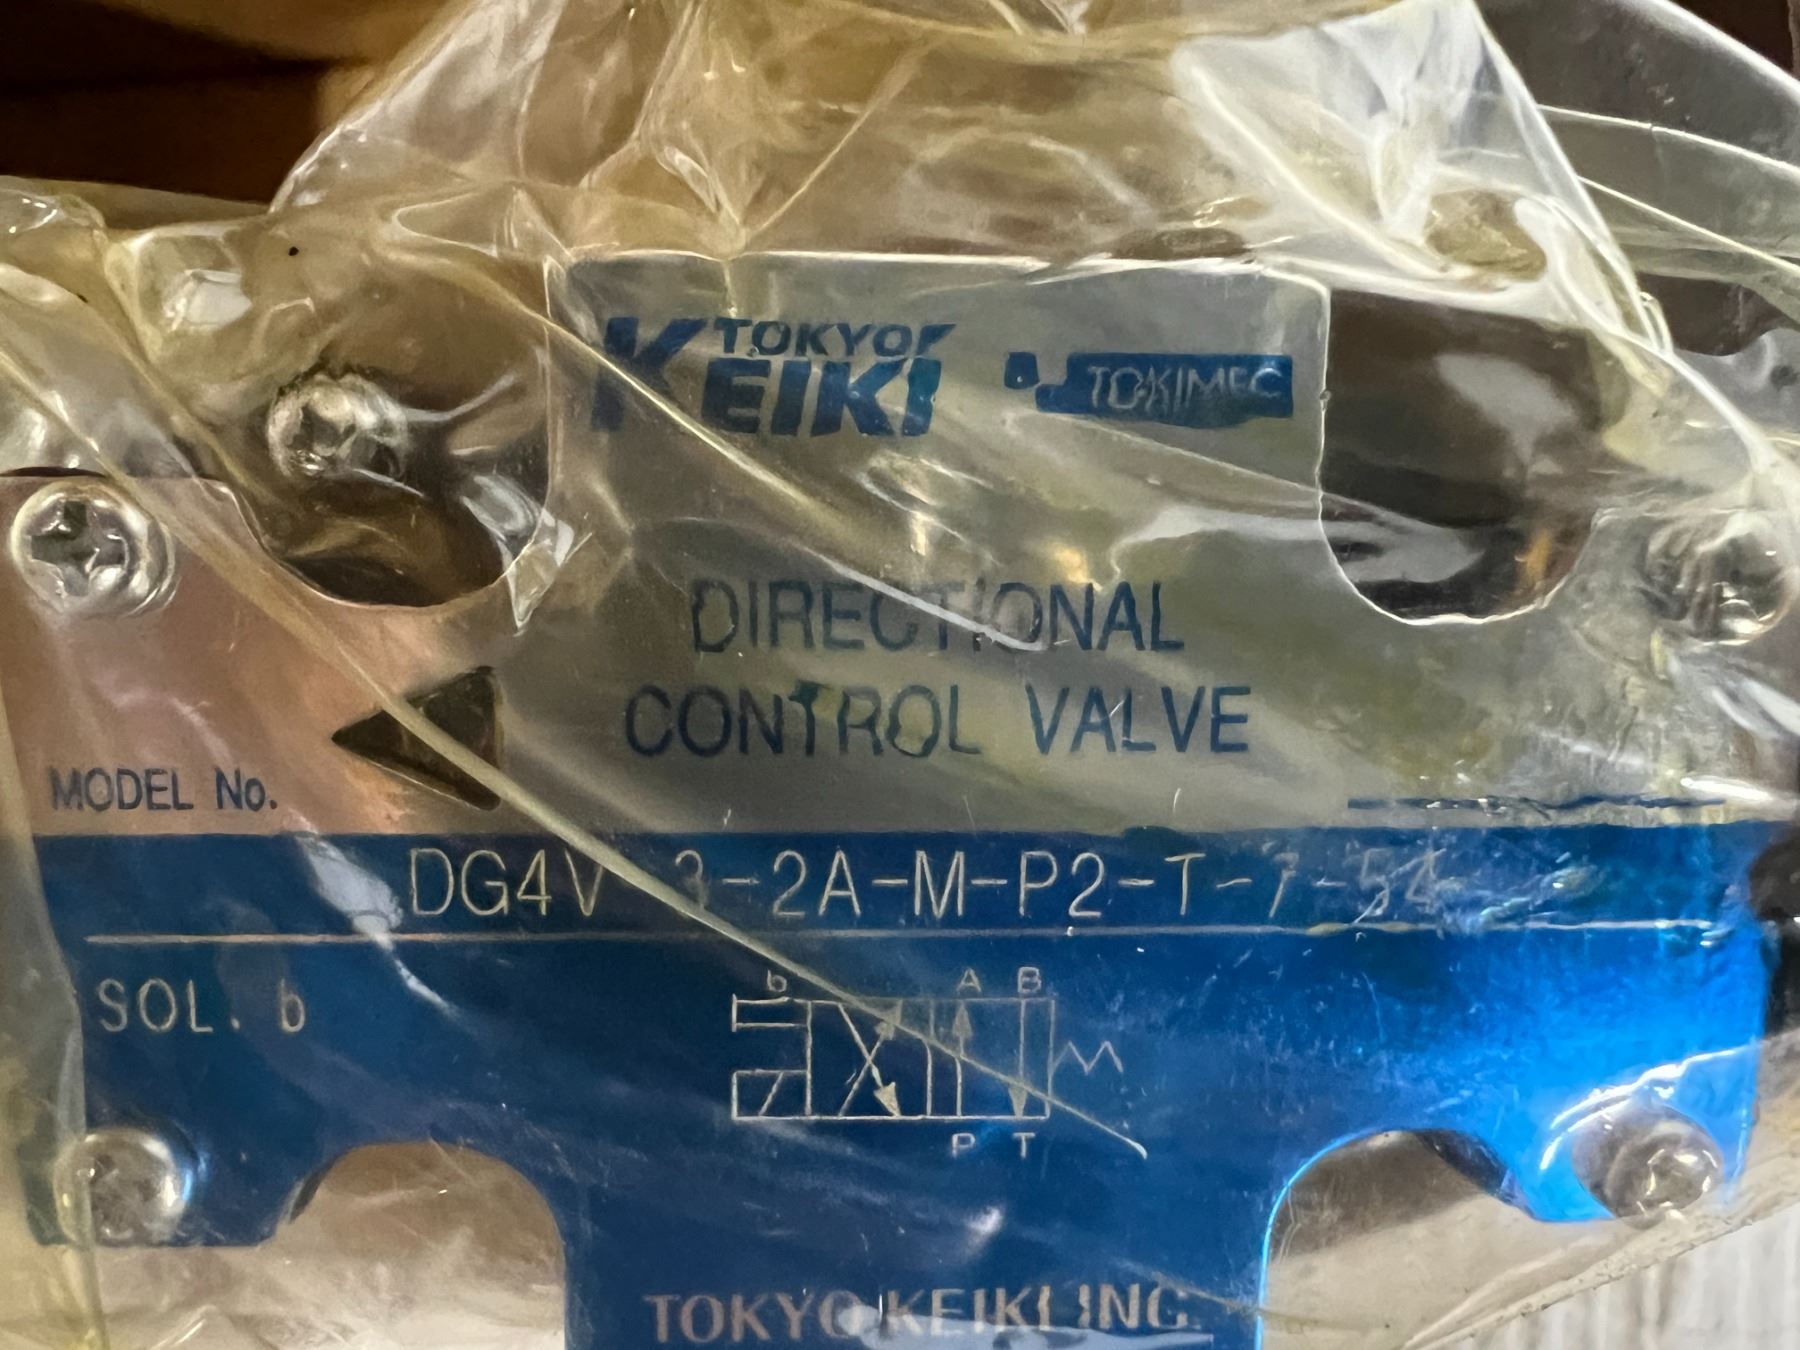 TOKYO
KEIKI
TOKIMEC
DIRECTIONAL
CONTROL VALVE
MODEL No.
DG4V-3-2A-M-P2-T-7-54
SOL. b
b A B
P T
TOKYO KEIKI INC.